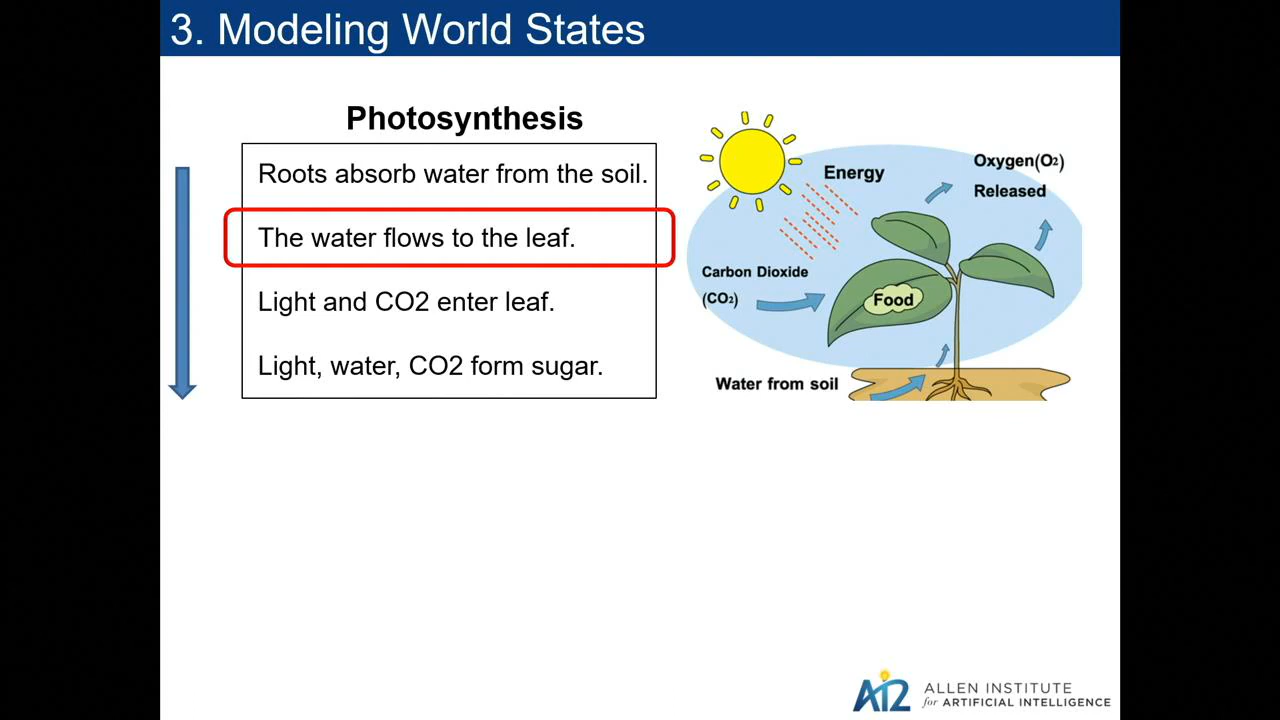 3. Modeling World States
Photosynthesis
Roots absorb water from the soil.
The water flows to the leaf.
Light and CO2 enter leaf.
Light, water, CO2 form sugar.
Energy
Oxygen(O2)
Released
Carbon Dioxide
(CO2)
Food
Water from soil
AI2
ALLEN INSTITUTE
for ARTIFICIAL INTELLIGENCE